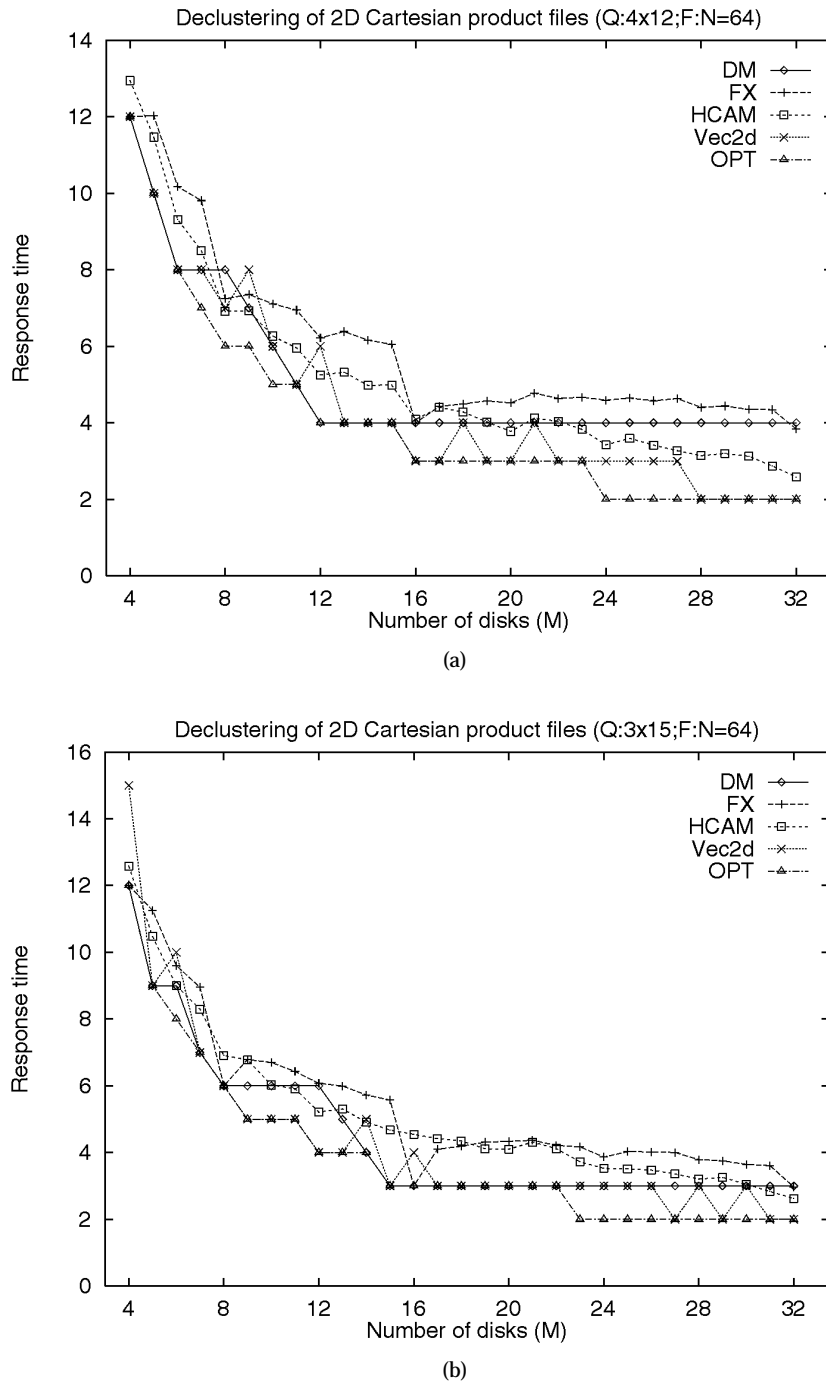 Declustering of 2D Cartesian product files (Q:4x12;F:N=64)
14
12
10
8
6
4
2
0
Response time
DM
FX
HCAM
Vec2d
OPT
4 8 12 16 20 24 28 32
Number of disks (M)
(a)
Declustering of 2D Cartesian product files (Q:3x15;F:N=64)
16
14
12
10
8
6
4
2
0
Response time
DM
FX
HCAM
Vec2d
OPT
4 8 12 16 20 24 28 32
Number of disks (M)
(b)